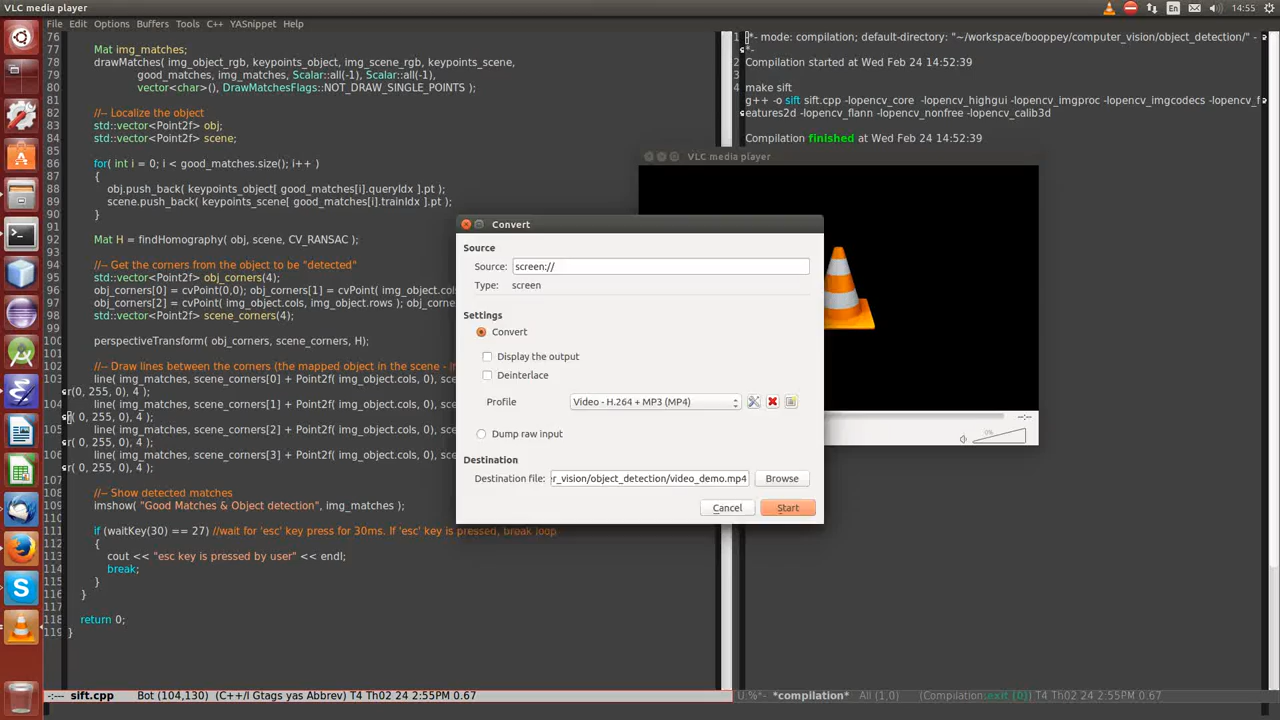 VLC media player
En
14:55
File Edit Options Buffers Tools C++ YASnippet Help
76
77 Mat img_matches;
78 drawMatches( img_object_rgb, keypoints_object, img_scene_rgb, keypoints_scene,
79 good_matches, img_matches, Scalar::all(-1), Scalar::all(-1),
80 vector<char>(), DrawMatchesFlags::NOT_DRAW_SINGLE_POINTS );
81
82 //-- Localize the object
83 std::vector<Point2f> obj;
84 std::vector<Point2f> scene;
85
86 for( int i = 0; i < good_matches.size(); i++ )
87 {
88 obj.push_back( keypoints_object[ good_matches[i].queryIdx ].pt );
89 scene.push_back( keypoints_scene[ good_matches[i].trainIdx ].pt );
90 }
91
92 Mat H = findHomography( obj, scene, CV_RANSAC );
93
94 //-- Get the corners from the object to be "detected"
95 std::vector<Point2f> obj_corners(4);
96 obj_corners[0] = cvPoint(0,0); obj_corners[1] = cvPoint( img_object.col
97 obj_corners[2] = cvPoint( img_object.cols, img_object.rows ); obj_corne
98 std::vector<Point2f> scene_corners(4);
99
100 perspectiveTransform( obj_corners, scene_corners, H);
101
102 //-- Draw lines between the corners (the mapped object in the scene -
103 line( img_matches, scene_corners[0] + Point2f( img_object.cols, 0), sce
r(0, 255, 0), 4 );
104 line( img_matches, scene_corners[1] + Point2f( img_object.cols, 0), sce
( 0, 255, 0), 4 );
105 line( img_matches, scene_corners[2] + Point2f( img_object.cols, 0), sce
r( 0, 255, 0), 4 );
106 line( img_matches, scene_corners[3] + Point2f( img_object.cols, 0), sce
r( 0, 255, 0), 4 );
107
108 //-- Show detected matches
109 imshow( "Good Matches & Object detection", img_matches );
110
111 if (waitKey(30) == 27) //wait for 'esc' key press for 30ms. If 'esc' key is pressed, break loop
112 {
113 cout << "esc key is pressed by user" << endl;
114 break;
115 }
116 }
117
118 return 0;
119 }
-:--- sift.cpp Bot (104,130) (C++/l Gtags yas Abbrev) T4 Th02 24 2:55PM 0.67
1 *- mode: compilation; default-directory: "~/workspace/booppey/computer_vision/object_detection/" -
*-
2 Compilation started at Wed Feb 24 14:52:39
3
4 make sift
g++ -o sift sift.cpp -lopencv_core -lopencv_highgui -lopencv_imgproc -lopencv_imgcodecs -lopencv_f
eatures2d -lopencv_flann -lopencv_nonfree -lopencv_calib3d
Compilation finished at Wed Feb 24 14:52:39
VLC media player
--:--
0%
Convert
Source
Source: screen://
Type: screen
Settings
Convert
Display the output
Deinterlace
Profile Video - H.264 + MP3 (MP4)
Dump raw input
Destination
Destination file: er_vision/object_detection/video_demo.mp4 Browse
Cancel Start
U:%*- *compilation* All (1,0) (Compilation:exit [0]) T4 Th02 24 2:55PM 0.67